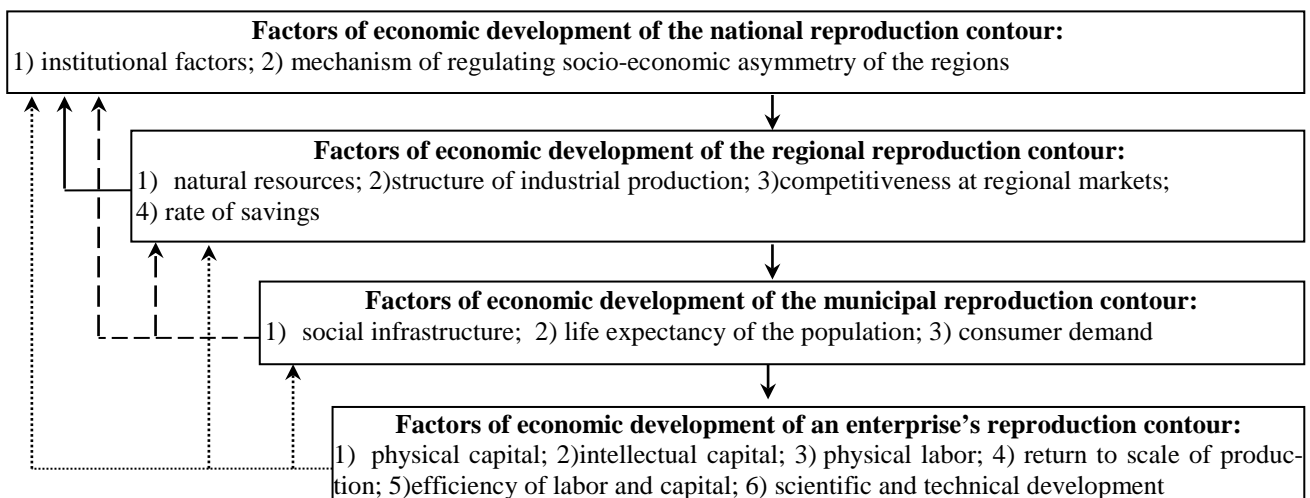 Factors of economic development of the national reproduction contour:
1) institutional factors; 2) mechanism of regulating socio-economic asymmetry of the regions
Factors of economic development of the regional reproduction contour:
1) natural resources; 2)structure of industrial production; 3)competitiveness at regional markets;
4) rate of savings
Factors of economic development of the municipal reproduction contour:
1) social infrastructure; 2) life expectancy of the population; 3) consumer demand
Factors of economic development of an enterprise’s reproduction contour:
1) physical capital; 2)intellectual capital; 3) physical labor; 4) return to scale of produc-
tion; 5)efficiency of labor and capital; 6) scientific and technical development